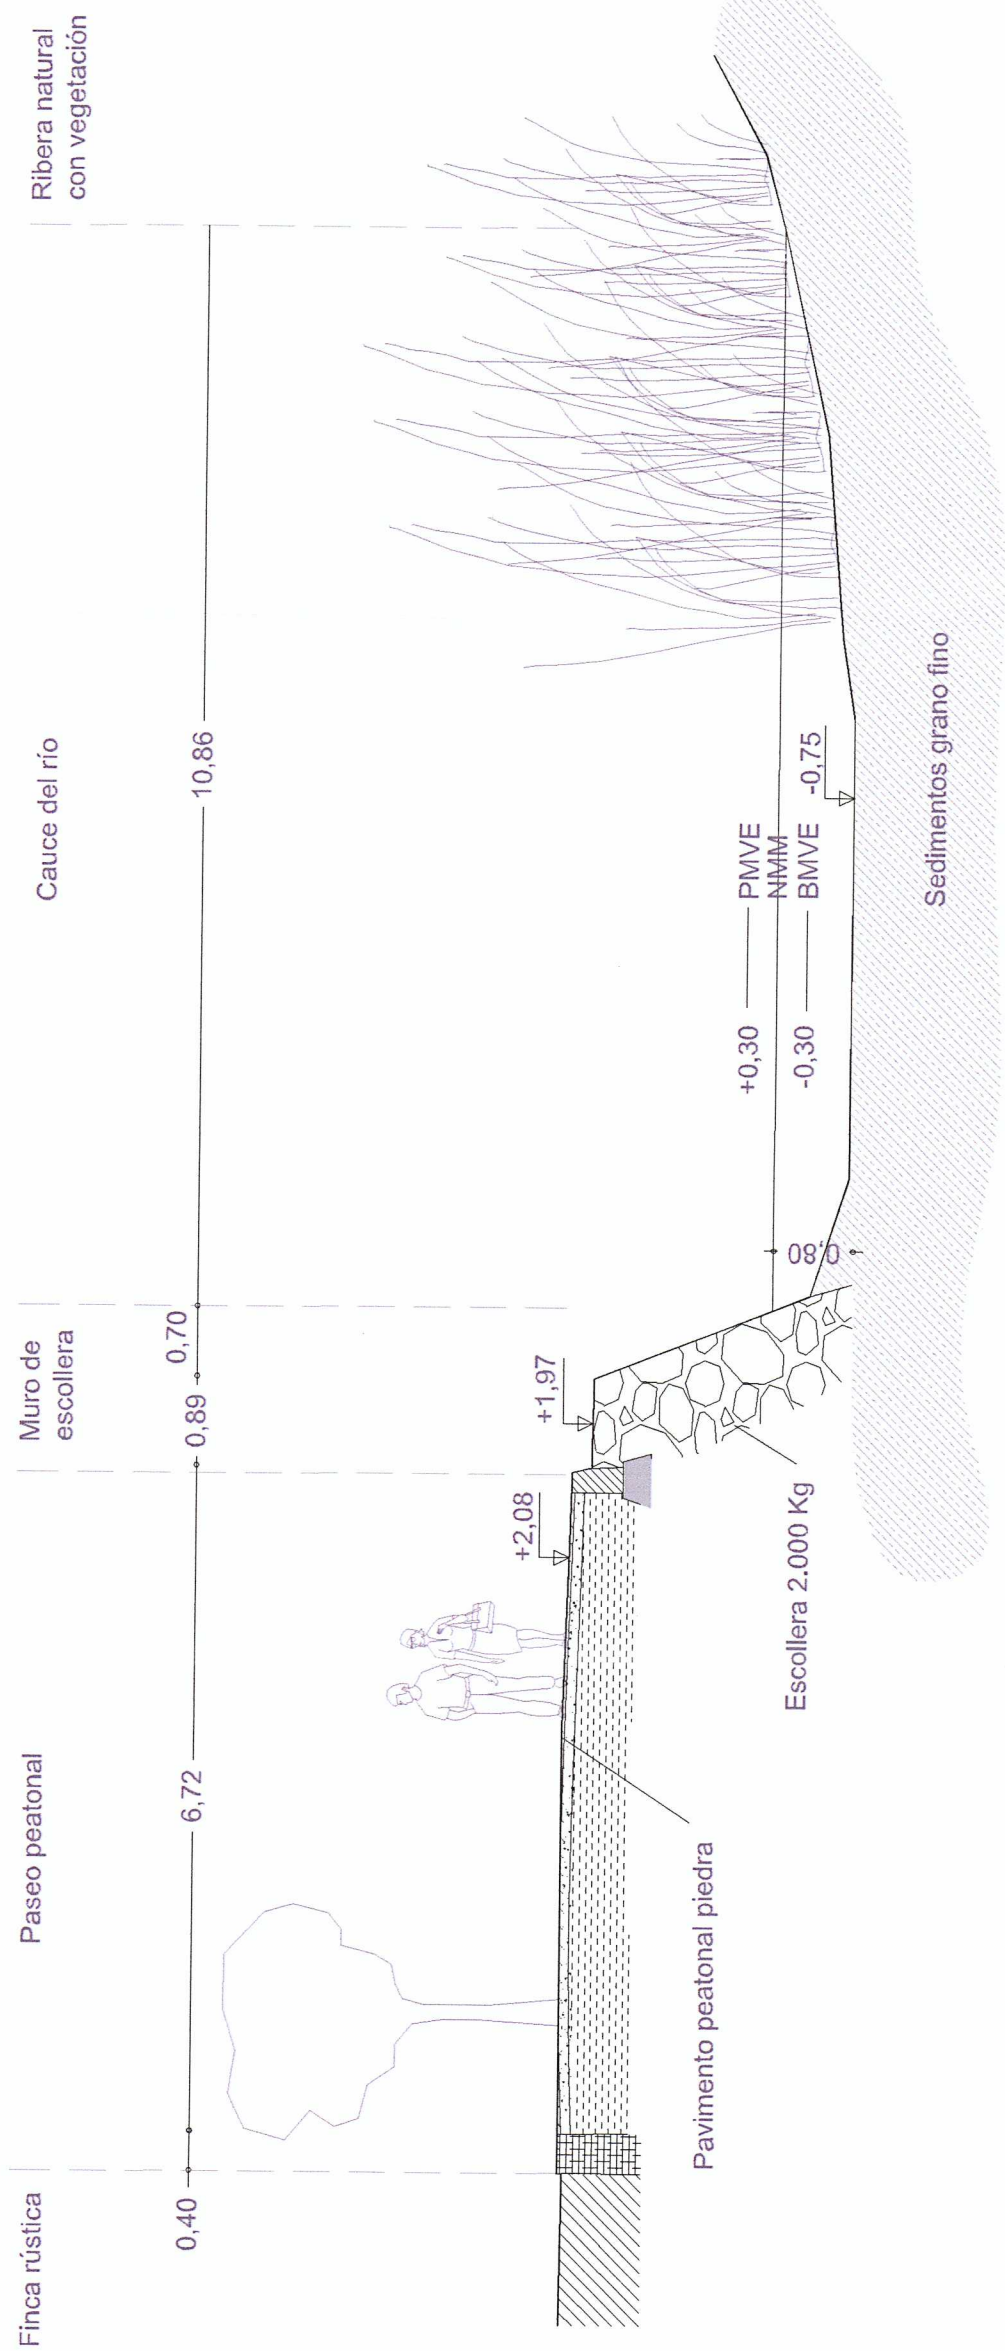 Finca rústica
Paseo peatonal
Muro de
escollera
Cauce del río
Ribera natural
con vegetación
0,40
6,72
0,89
0,70
10,86
+2,08
+1,97
0,80
+0,30
PMVE
NMM
-0,30
BMVE
-0,75
Pavimento peatonal piedra
Escollera 2.000 Kg
Sedimentos grano fino